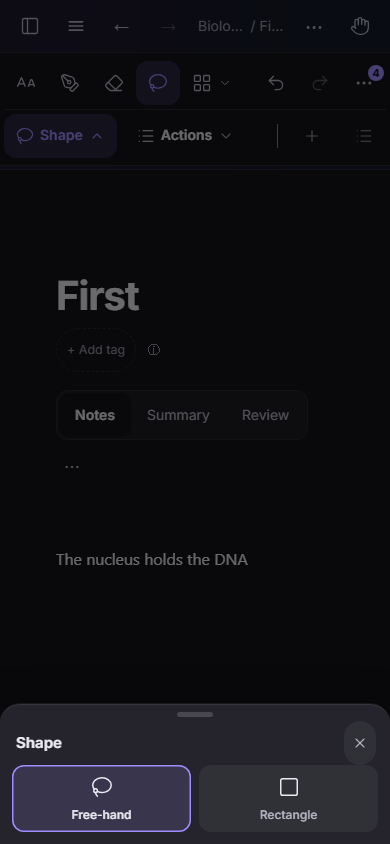 Biolo... / Fi...
AA
4
Shape
Actions
First
+ Add tag
Notes Summary Review
The nucleus holds the DNA
Shape
Free-hand Rectangle